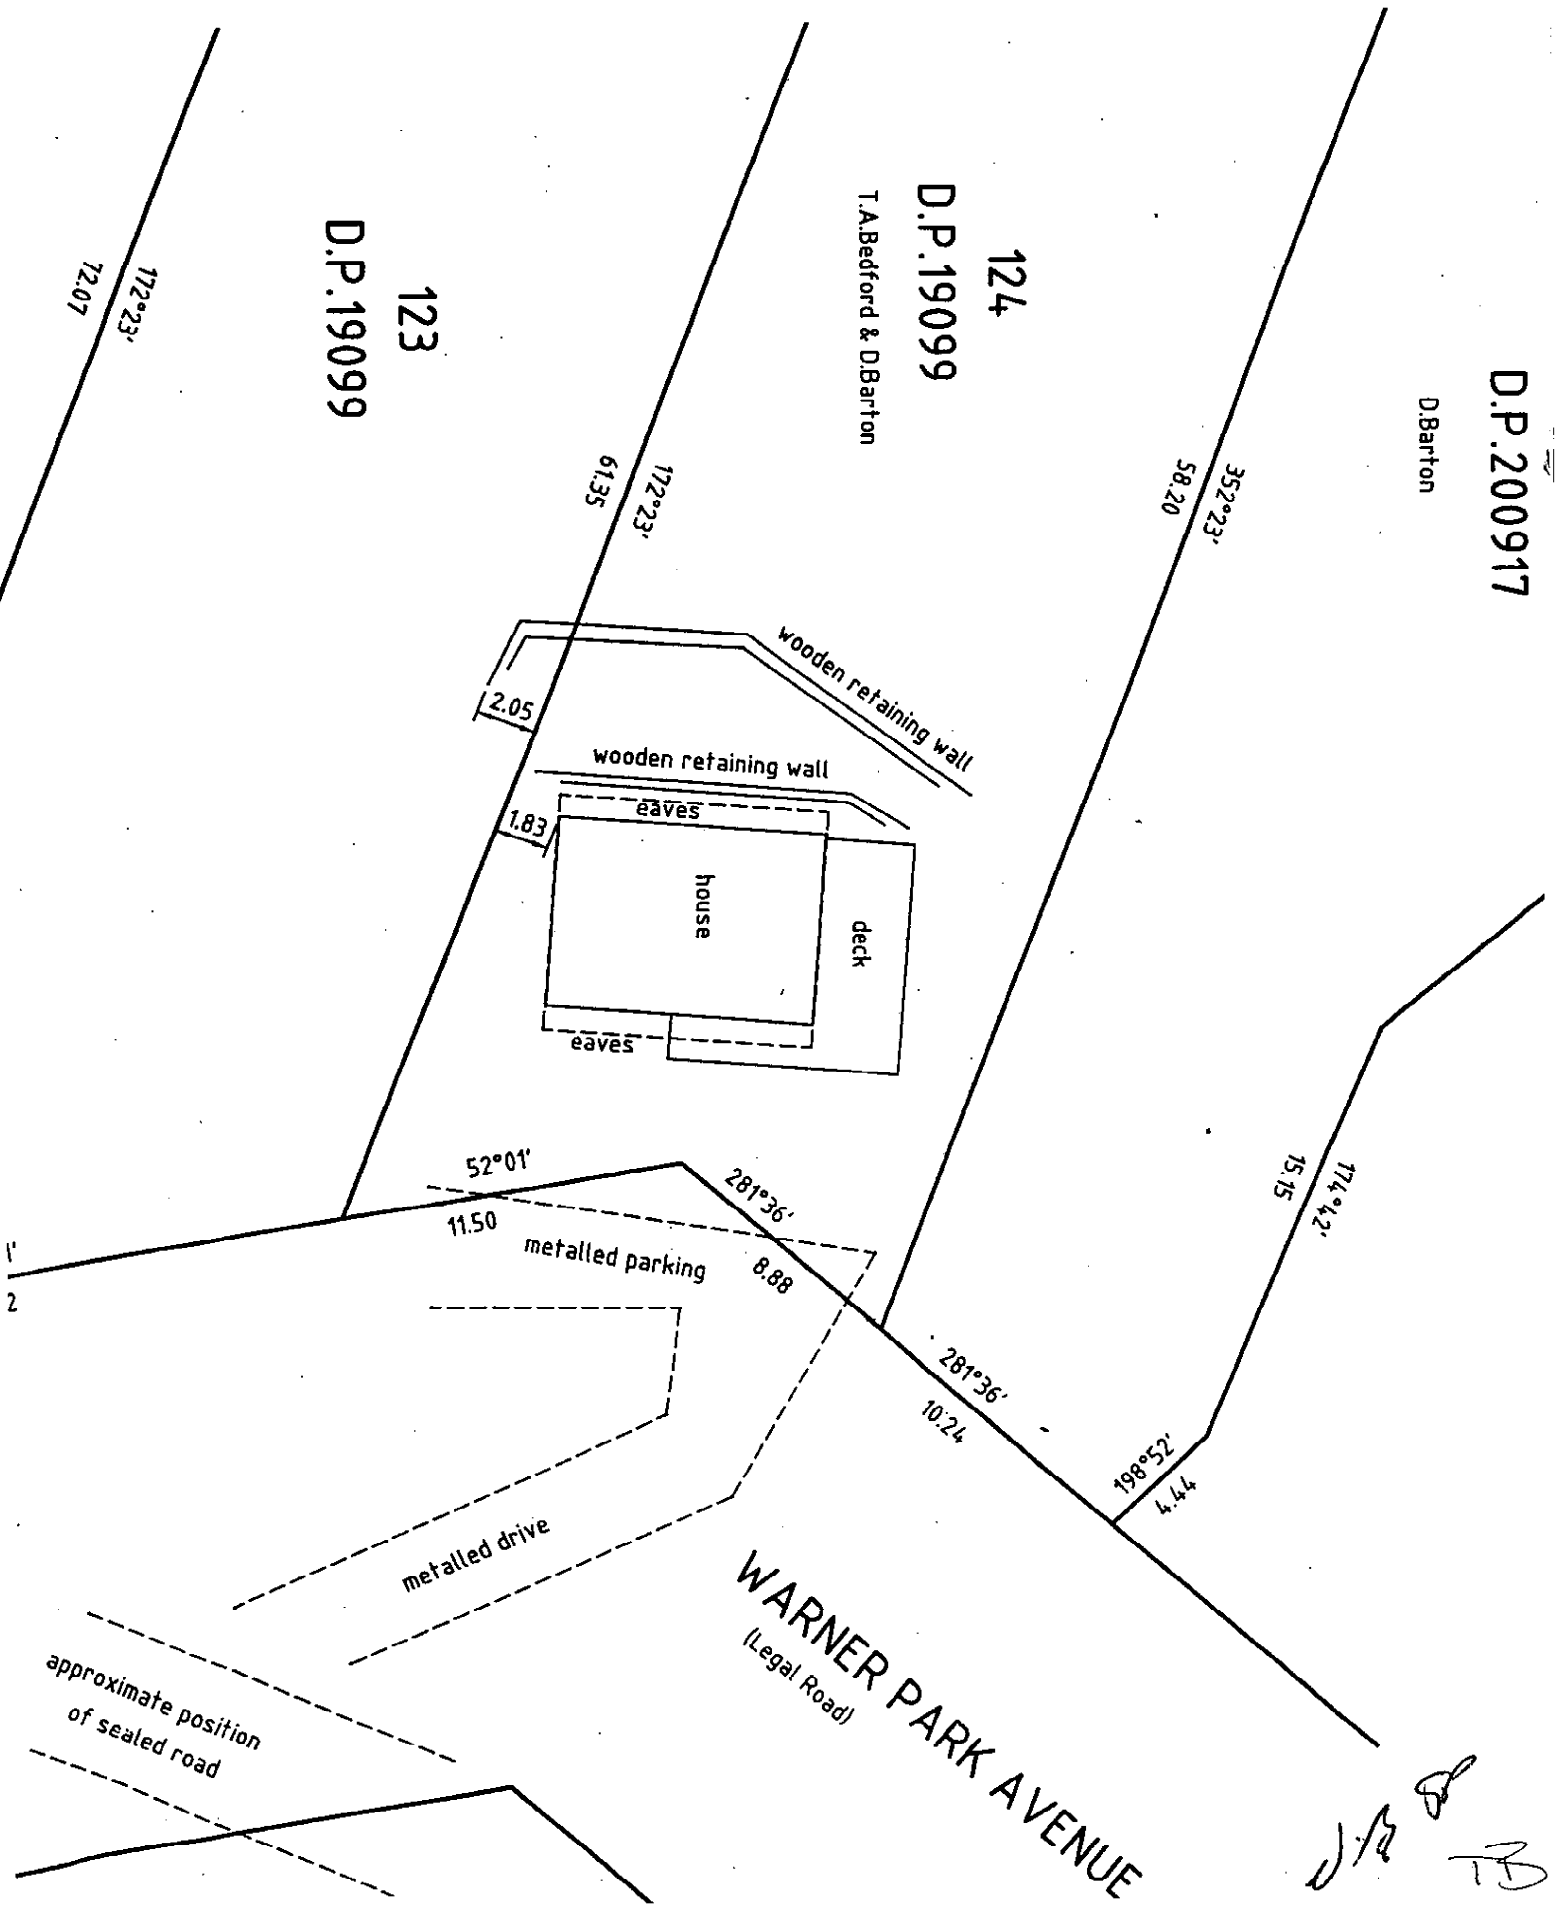 D.P.200917
D.Barton
124
D.P.19099
T.A.Bedford & D.Barton
123
D.P.19099
172°23'
72.07
172°23'
61.35
352°23'
58.20
wooden retaining wall
2.05
wooden retaining wall
eaves
1.83
house
deck
eaves
174°42'
15.15
52°01'
11.50
281°36'
8.88
metalled parking
1'
2
281°36'
10.24
198°52'
4.44
metalled drive
WARNER PARK AVENUE
(Legal Road)
approximate position
of sealed road
TB